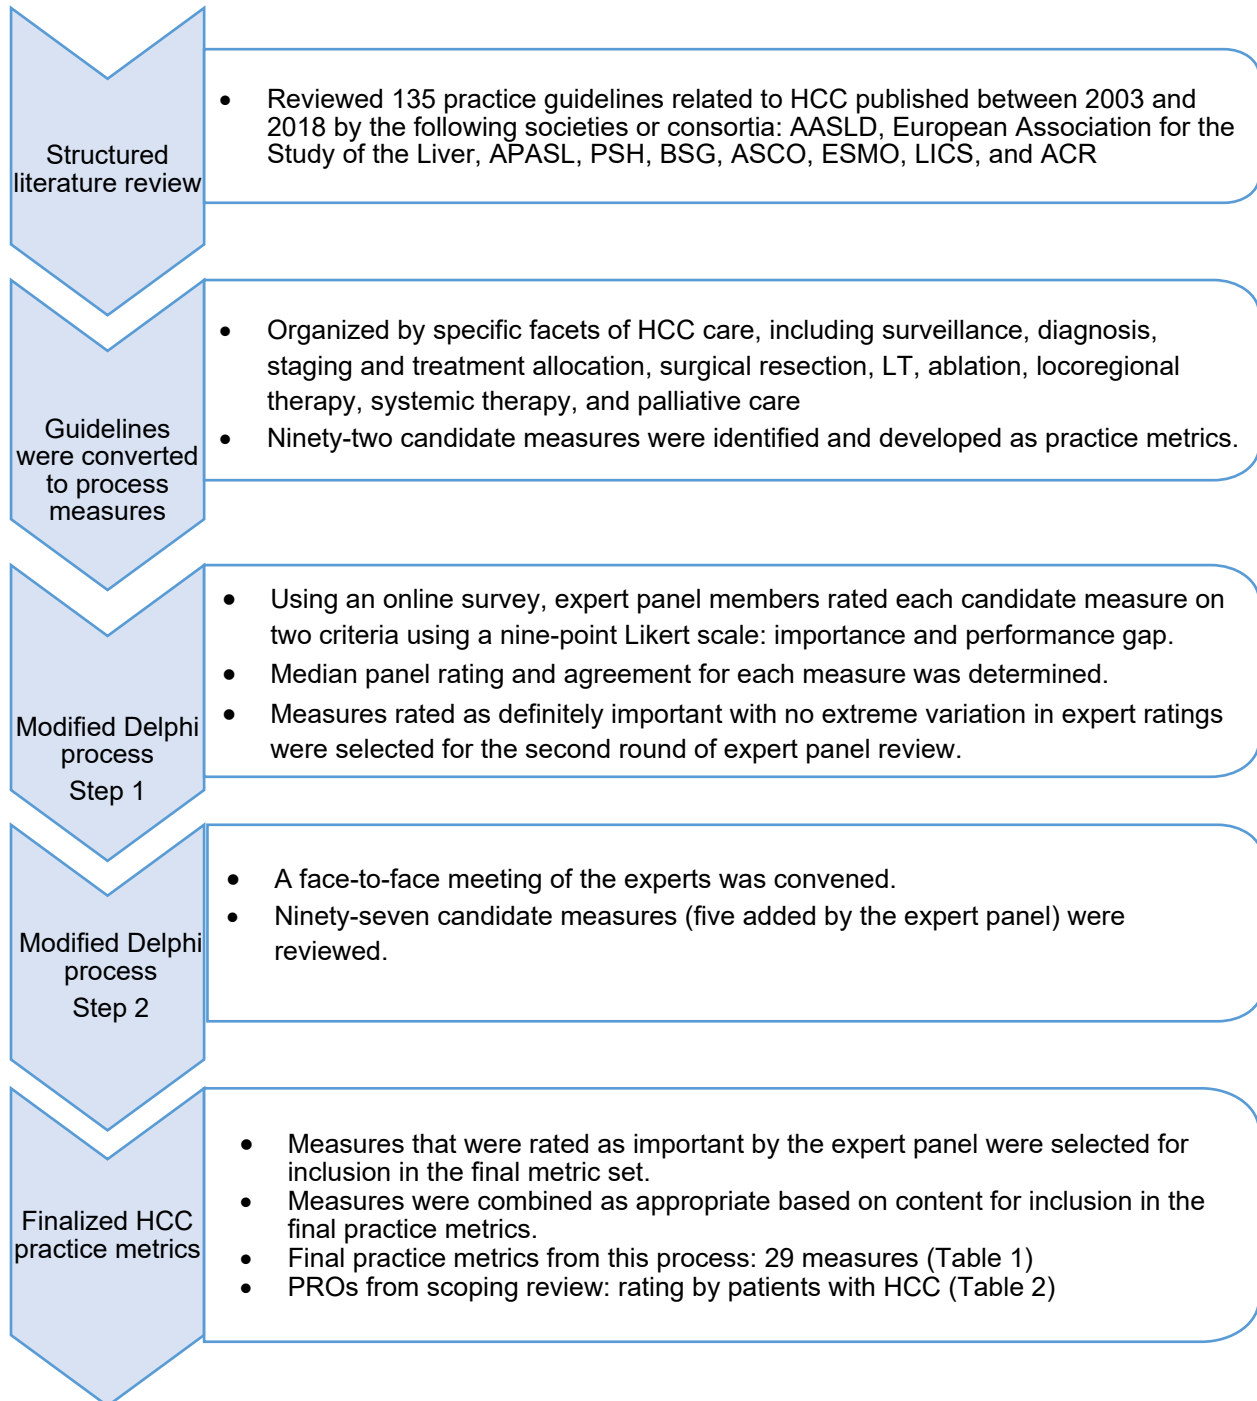 Structured
literature review
• Reviewed 135 practice guidelines related to HCC published between 2003 and
2018 by the following societies or consortia: AASLD, European Association for the
Study of the Liver, APASL, PSH, BSG, ASCO, ESMO, LICS, and ACR
Guidelines
were converted
to process
measures
• Organized by specific facets of HCC care, including surveillance, diagnosis,
staging and treatment allocation, surgical resection, LT, ablation, locoregional
therapy, systemic therapy, and palliative care
• Ninety-two candidate measures were identified and developed as practice metrics.
Modified Delphi
process
Step 1
• Using an online survey, expert panel members rated each candidate measure on
two criteria using a nine-point Likert scale: importance and performance gap.
• Median panel rating and agreement for each measure was determined.
• Measures rated as definitely important with no extreme variation in expert ratings
were selected for the second round of expert panel review.
Modified Delphi
process
Step 2
• A face-to-face meeting of the experts was convened.
• Ninety-seven candidate measures (five added by the expert panel) were
reviewed.
Finalized HCC
practice metrics
• Measures that were rated as important by the expert panel were selected for
inclusion in the final metric set.
• Measures were combined as appropriate based on content for inclusion in the
final practice metrics.
• Final practice metrics from this process: 29 measures (Table 1)
• PROs from scoping review: rating by patients with HCC (Table 2)